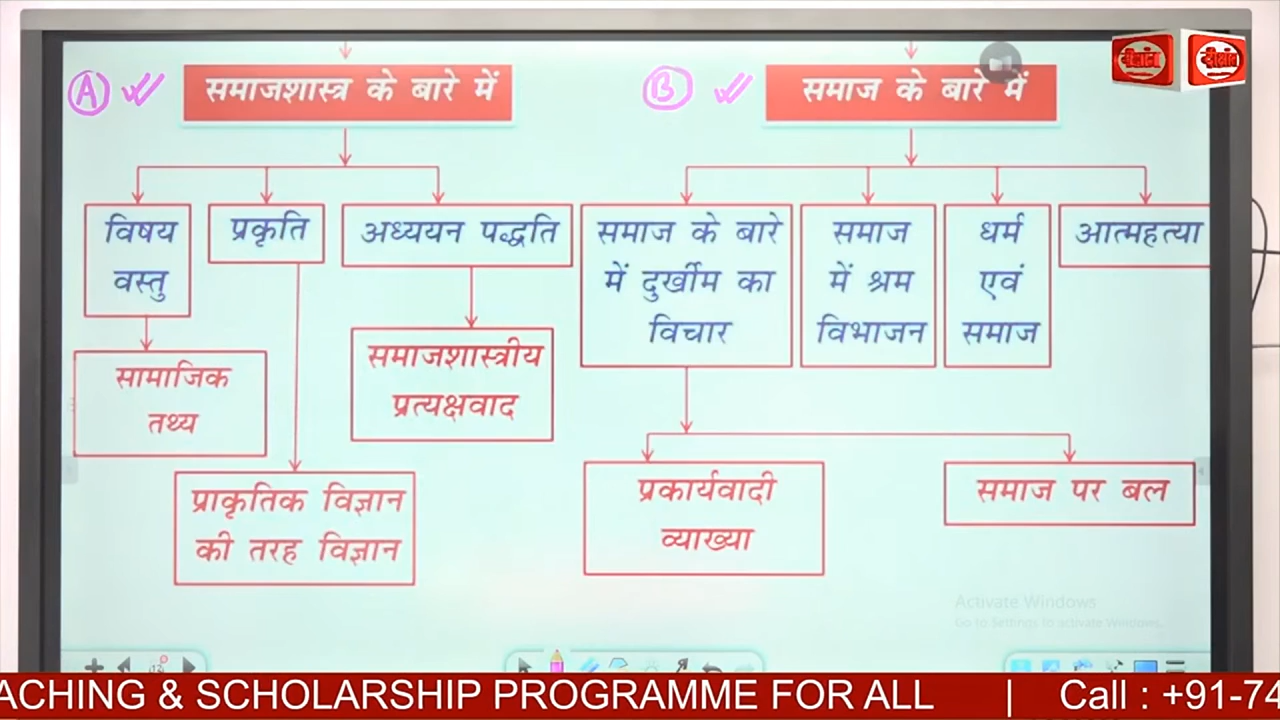 (A) समाजशास्त्र के बारे में
(B) समाज के बारे में
विषय
वस्तु
प्रकृति
अध्ययन पद्धति
समाज के बारे
में दुर्खीम का
विचार
समाज
में श्रम
विभाजन
धर्म
एवं
समाज
आत्महत्या
सामाजिक
तथ्य
समाजशास्त्रीय
प्रत्यक्षवाद
प्राकृतिक विज्ञान
की तरह विज्ञान
प्रकार्यवादी
व्याख्या
समाज पर बल
Activate Windows
Go to Settings to activate Windows.
ACHING & SCHOLARSHIP PROGRAMME FOR ALL | Call : +91-74